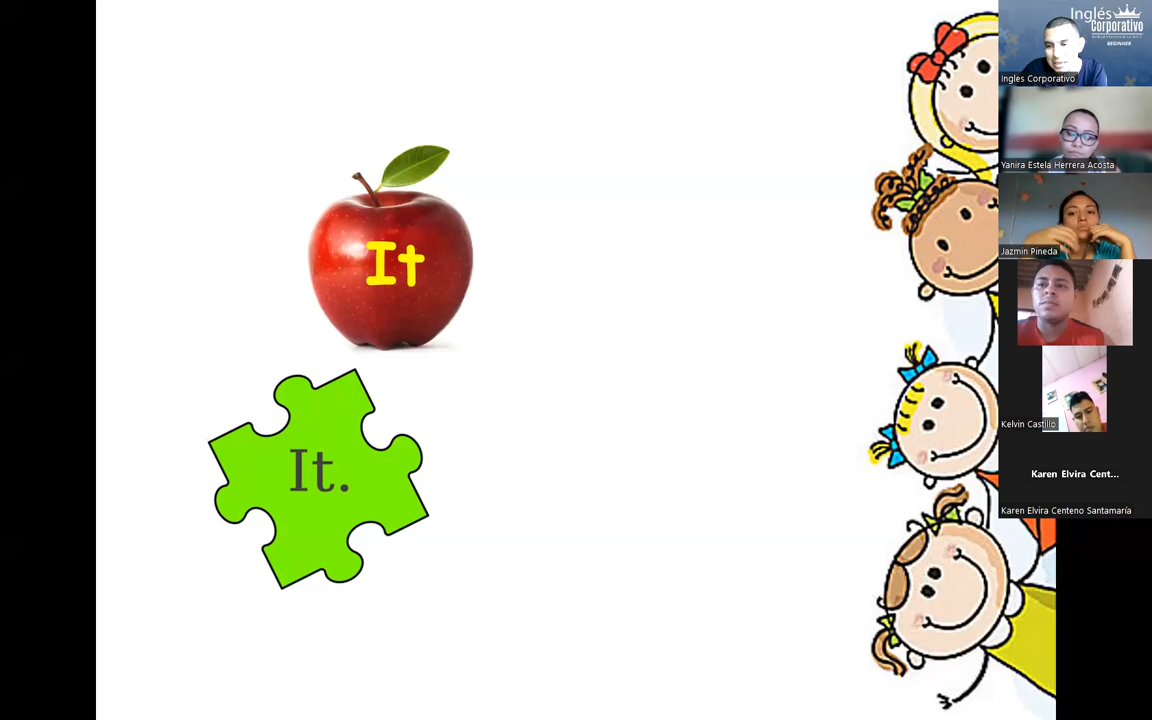 It
It.
Inglés
Corporativo
BEGINNER
Ingles Corporativo
Yanira Estela Herrera Acosta
Jazmin Pineda
Kelvin Castillo
Karen Elvira Cent...
Karen Elvira Centeno Santamaría